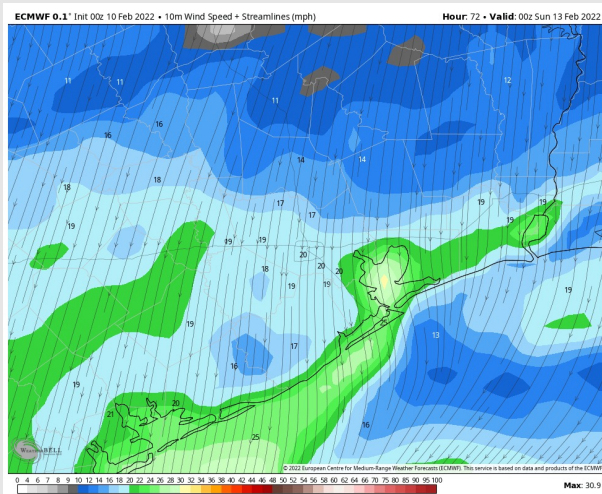 ECMWF 0.1° Init 00z 10 Feb 2022 • 10m Wind Speed + Streamlines (mph)
Hour: 72 • Valid: 00z Sun 13 Feb 2022
11 11 12
11
16 16
14 14
18 18
17 19 19
17 19
19
19 19
20
18 20 20
19 19 19
19 25
13
17
16
19
21 20
16
25
WeatherBELL
© 2022 European Centre for Medium-Range Weather Forecasts (ECMWF). This service is based on data and products of the ECMWF
0 4 5 6 7 8 9 10 12 14 16 18 20 22 24 26 28 30 32 34 36 38 40 42 44 46 48 50 52 54 56 58 60 62 64 66 70 75 80 85 90 95 100
Max: 30.9